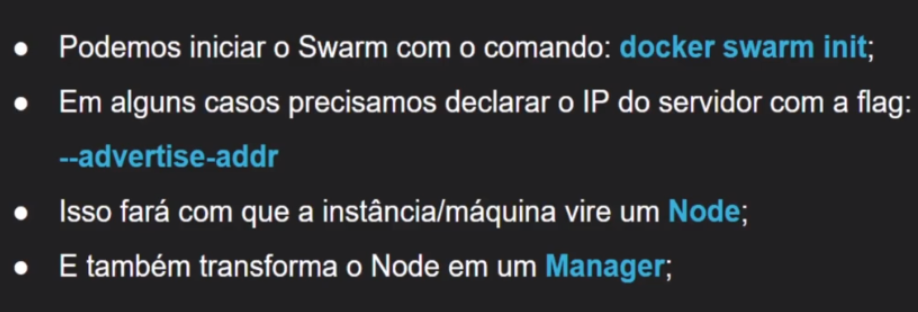 ● Podemos iniciar o Swarm com o comando: docker swarm init;
● Em alguns casos precisamos declarar o IP do servidor com a flag:
--advertise-addr
● Isso fará com que a instância/máquina vire um Node;
● E também transforma o Node em um Manager;